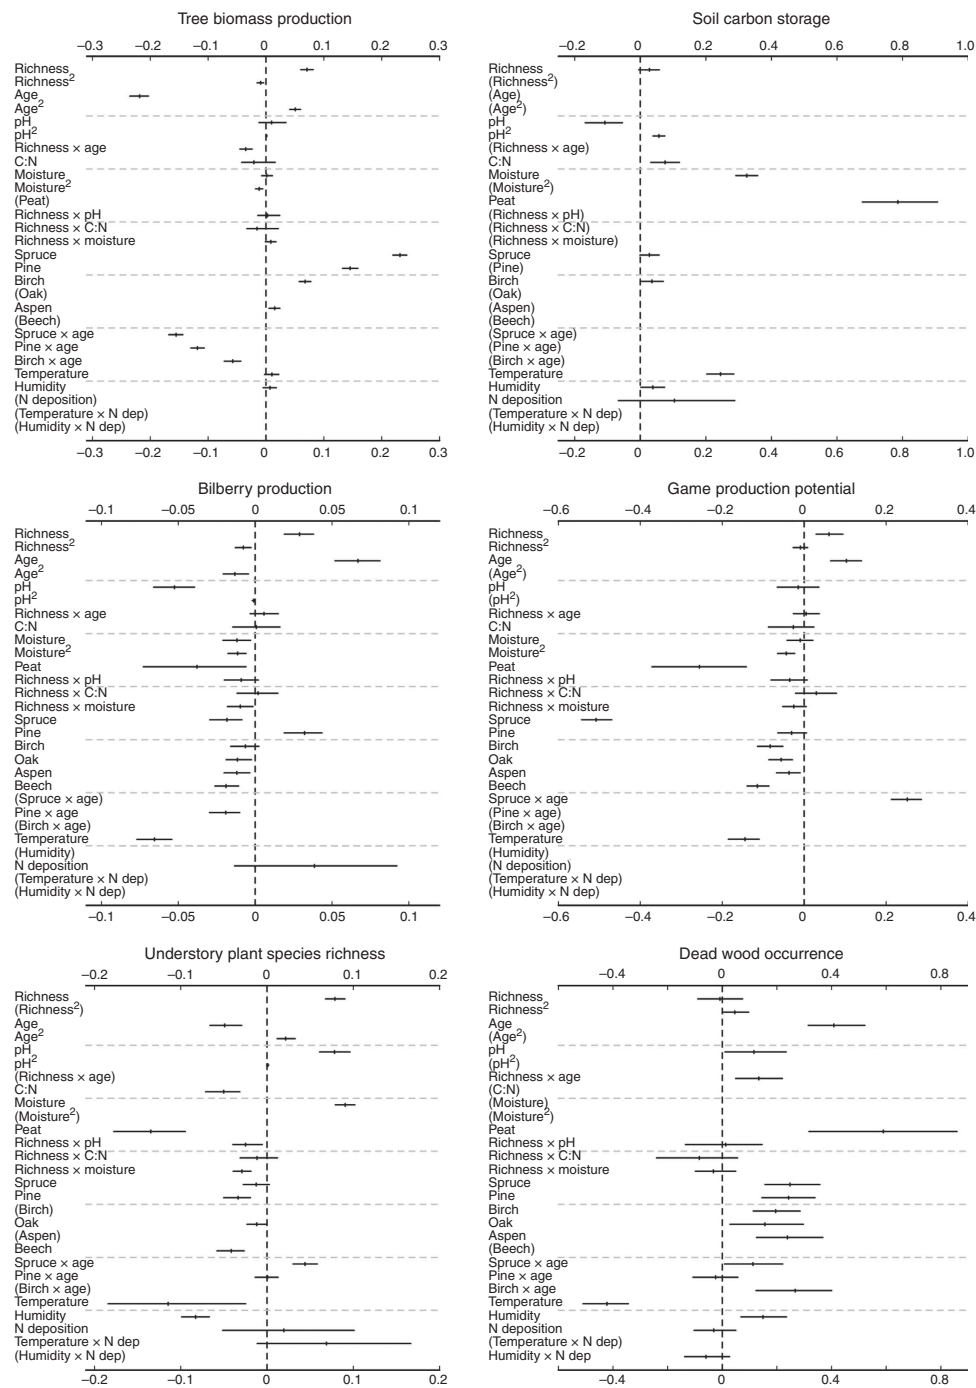 Tree biomass production
−0.3 −0.2 −0.1 0 0.1 0.2 0.3
Richness
Richness²
Age
Age²
pH
pH²
Richness × age
C:N
Moisture
Moisture²
(Peat)
Richness × pH
Richness × C:N
Richness × moisture
Spruce
Pine
Birch
(Oak)
Aspen
(Beech)
Spruce × age
Pine × age
Birch × age
Temperature
Humidity
(N deposition)
(Temperature × N dep)
(Humidity × N dep)
−0.3 −0.2 −0.1 0 0.1 0.2 0.3
Soil carbon storage
−0.2 0 0.2 0.4 0.6 0.8 1.0
Richness
(Richness²)
(Age)
(Age²)
pH
pH²
(Richness × age)
C:N
Moisture
(Moisture²)
Peat
(Richness × pH)
(Richness × C:N)
(Richness × moisture)
Spruce
(Pine)
Birch
(Oak)
(Aspen)
(Beech)
(Spruce × age)
(Pine × age)
(Birch × age)
Temperature
Humidity
N deposition
(Temperature × N dep)
(Humidity × N dep)
−0.2 0 0.2 0.4 0.6 0.8 1.0
Bilberry production
−0.1 −0.05 0 0.05 0.1
Richness
Richness²
Age
Age²
pH
pH²
Richness × age
C:N
Moisture
Moisture²
Peat
Richness × pH
Richness × C:N
Richness × moisture
Spruce
Pine
Birch
Oak
Aspen
Beech
(Spruce × age)
Pine × age
(Birch × age)
Temperature
(Humidity)
N deposition
(Temperature × N dep)
(Humidity × N dep)
−0.1 −0.05 0 0.05 0.1
Game production potential
−0.6 −0.4 −0.2 0 0.2 0.4
Richness
Richness²
Age
(Age²)
pH
(pH²)
Richness × age
C:N
Moisture
Moisture²
Peat
Richness × pH
Richness × C:N
Richness × moisture
Spruce
Pine
Birch
Oak
Aspen
Beech
Spruce × age
(Pine × age)
(Birch × age)
Temperature
(Humidity)
(N deposition)
(Temperature × N dep)
(Humidity × N dep)
−0.6 −0.4 −0.2 0 0.2 0.4
Understory plant species richness
−0.2 −0.1 0 0.1 0.2
Richness
(Richness²)
Age
Age²
pH
pH²
(Richness × age)
C:N
Moisture
(Moisture²)
Peat
Richness × pH
Richness × C:N
Richness × moisture
Spruce
Pine
(Birch)
Oak
(Aspen)
Beech
Spruce × age
Pine × age
(Birch × age)
Temperature
Humidity
N deposition
Temperature × N dep
(Humidity × N dep)
−0.2 −0.1 0 0.1 0.2
Dead wood occurrence
−0.4 0 0.4 0.8
Richness
Richness²
Age
(Age²)
pH
(pH²)
Richness × age
(C:N)
(Moisture)
(Moisture²)
Peat
Richness × pH
Richness × C:N
Richness × moisture
Spruce
Pine
Birch
Oak
Aspen
(Beech)
Spruce × age
Pine × age
Birch × age
Temperature
Humidity
N deposition
(Temperature × N dep)
Humidity × N dep
−0.4 0 0.4 0.8